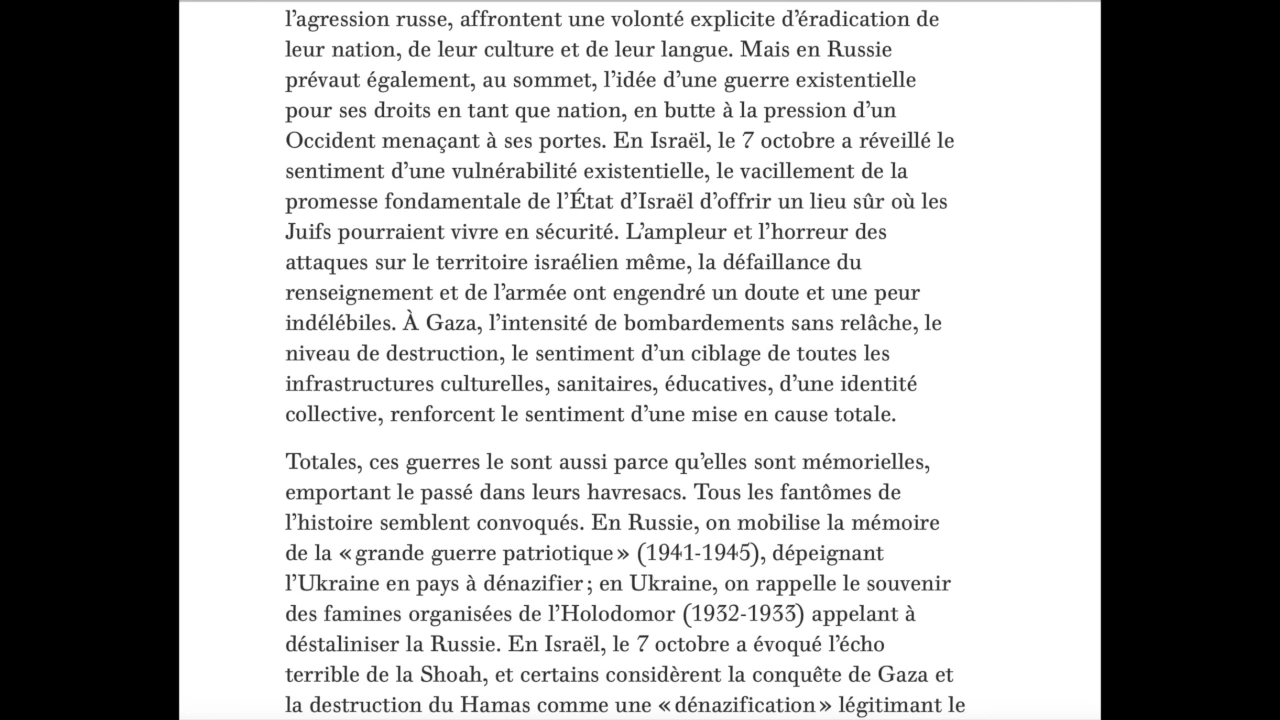 l’agression russe, affrontent une volonté explicite d’éradication de
leur nation, de leur culture et de leur langue. Mais en Russie
prévaut également, au sommet, l’idée d’une guerre existentielle
pour ses droits en tant que nation, en butte à la pression d’un
Occident menaçant à ses portes. En Israël, le 7 octobre a réveillé le
sentiment d’une vulnérabilité existentielle, le vacillement de la
promesse fondamentale de l’État d’Israël d’offrir un lieu sûr où les
Juifs pourraient vivre en sécurité. L’ampleur et l’horreur des
attaques sur le territoire israélien même, la défaillance du
renseignement et de l’armée ont engendré un doute et une peur
indélébiles. À Gaza, l’intensité de bombardements sans relâche, le
niveau de destruction, le sentiment d’un ciblage de toutes les
infrastructures culturelles, sanitaires, éducatives, d’une identité
collective, renforcent le sentiment d’une mise en cause totale.
Totales, ces guerres le sont aussi parce qu’elles sont mémorielles,
emportant le passé dans leurs havresacs. Tous les fantômes de
l’histoire semblent convoqués. En Russie, on mobilise la mémoire
de la « grande guerre patriotique » (1941-1945), dépeignant
l’Ukraine en pays à dénazifier ; en Ukraine, on rappelle le souvenir
des famines organisées de l’Holodomor (1932-1933) appelant à
déstaliniser la Russie. En Israël, le 7 octobre a évoqué l’écho
terrible de la Shoah, et certains considèrent la conquête de Gaza et
la destruction du Hamas comme une « dénazification » légitimant le